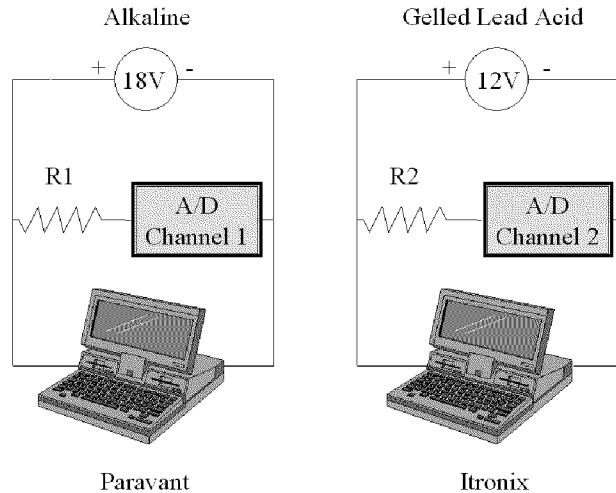 Alkaline
+ 18V -
R1
A/D
Channel 1
Paravant
Gelled Lead Acid
+ 12V -
R2
A/D
Channel 2
Itronix